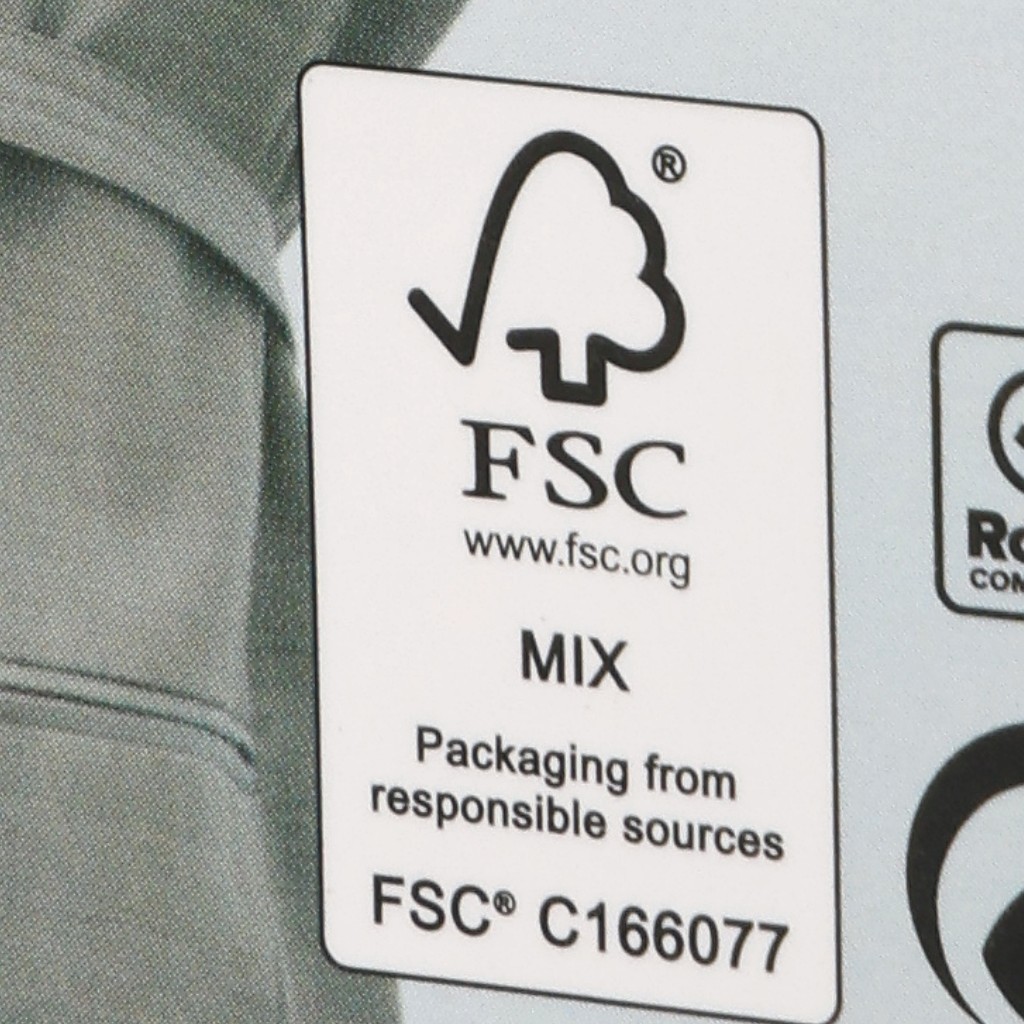 ®
FSC
www.fsc.org
MIX
Packaging from
responsible sources
FSC® C166077